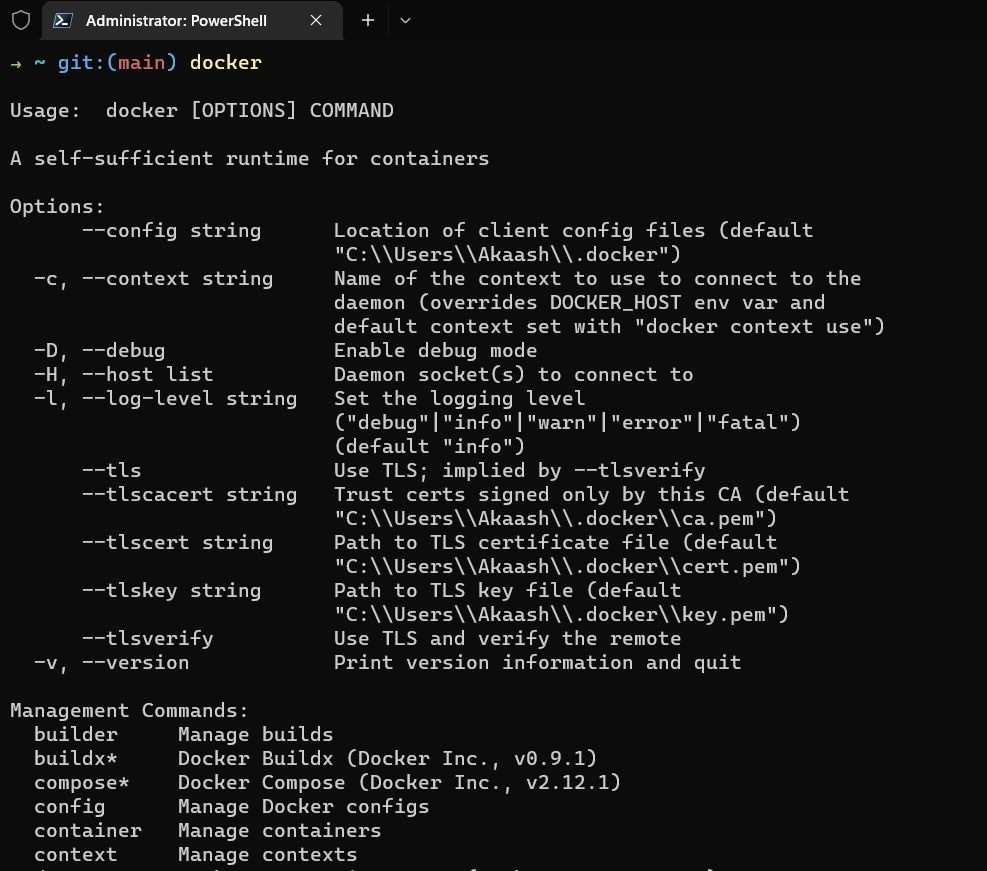 Administrator: PowerShell
→ ~ git:(main) docker
Usage:  docker [OPTIONS] COMMAND
A self-sufficient runtime for containers
Options:
      --config string      Location of client config files (default
                           "C:\\Users\\Akaash\\.docker")
  -c, --context string     Name of the context to use to connect to the
                           daemon (overrides DOCKER_HOST env var and
                           default context set with "docker context use")
  -D, --debug              Enable debug mode
  -H, --host list          Daemon socket(s) to connect to
  -l, --log-level string   Set the logging level
                           ("debug"|"info"|"warn"|"error"|"fatal")
                           (default "info")
      --tls                Use TLS; implied by --tlsverify
      --tlscacert string   Trust certs signed only by this CA (default
                           "C:\\Users\\Akaash\\.docker\\ca.pem")
      --tlscert string     Path to TLS certificate file (default
                           "C:\\Users\\Akaash\\.docker\\cert.pem")
      --tlskey string      Path to TLS key file (default
                           "C:\\Users\\Akaash\\.docker\\key.pem")
      --tlsverify          Use TLS and verify the remote
  -v, --version            Print version information and quit
Management Commands:
  builder     Manage builds
  buildx*     Docker Buildx (Docker Inc., v0.9.1)
  compose*    Docker Compose (Docker Inc., v2.12.1)
  config      Manage Docker configs
  container   Manage containers
  context     Manage contexts